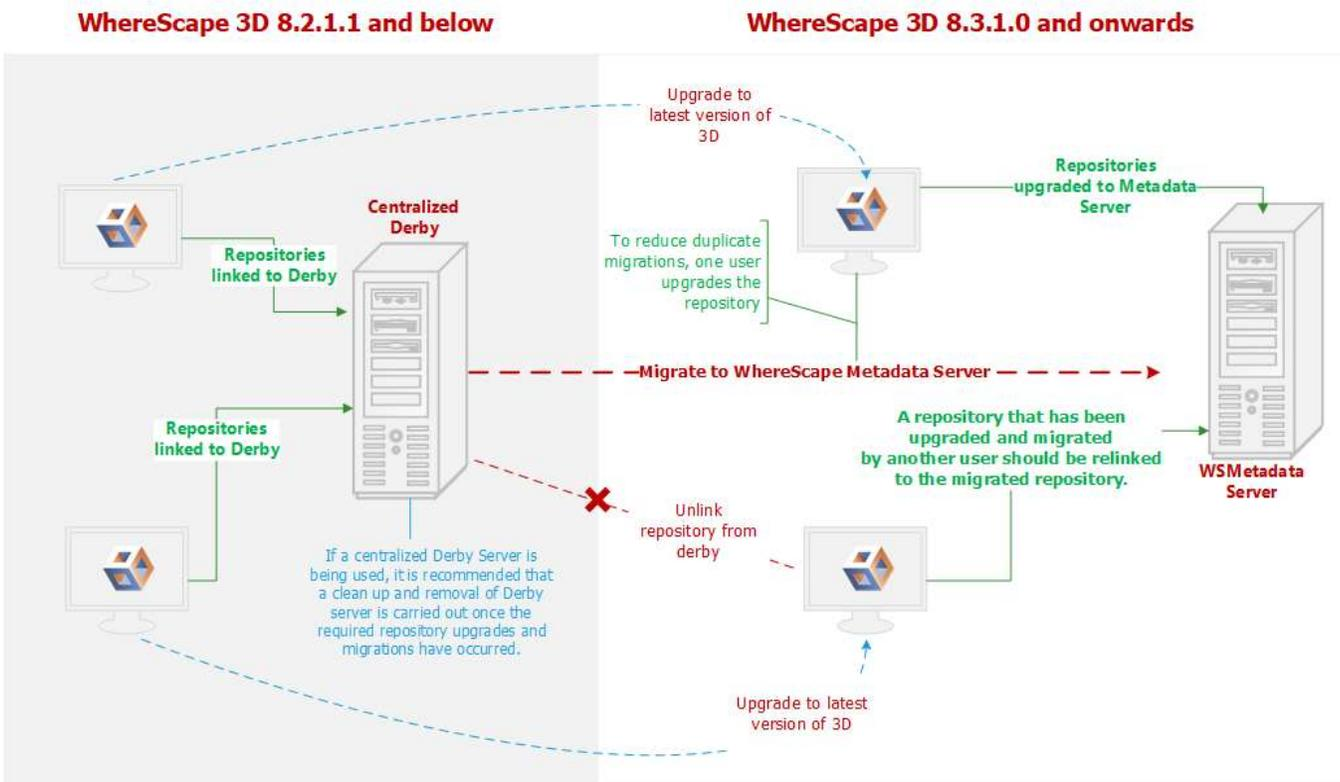 WhereScape 3D 8.2.1.1 and below
WhereScape 3D 8.3.1.0 and onwards
Upgrade to
latest version of
3D
Repositories
upgraded to Metadata
Server
Centralized
Derby
Repositories
linked to Derby
To reduce duplicate
migrations, one user
upgrades the
repository
Migrate to WhereScape Metadata Server
Repositories
linked to Derby
A repository that has been
upgraded and migrated
by another user should be relinked
to the migrated repository.
WSMetadata
Server
Unlink
repository from
derby
If a centralized Derby Server is
being used, it is recommended that
a clean up and removal of Derby
server is carried out once the
required repository upgrades and
migrations have occurred.
Upgrade to latest
version of 3D